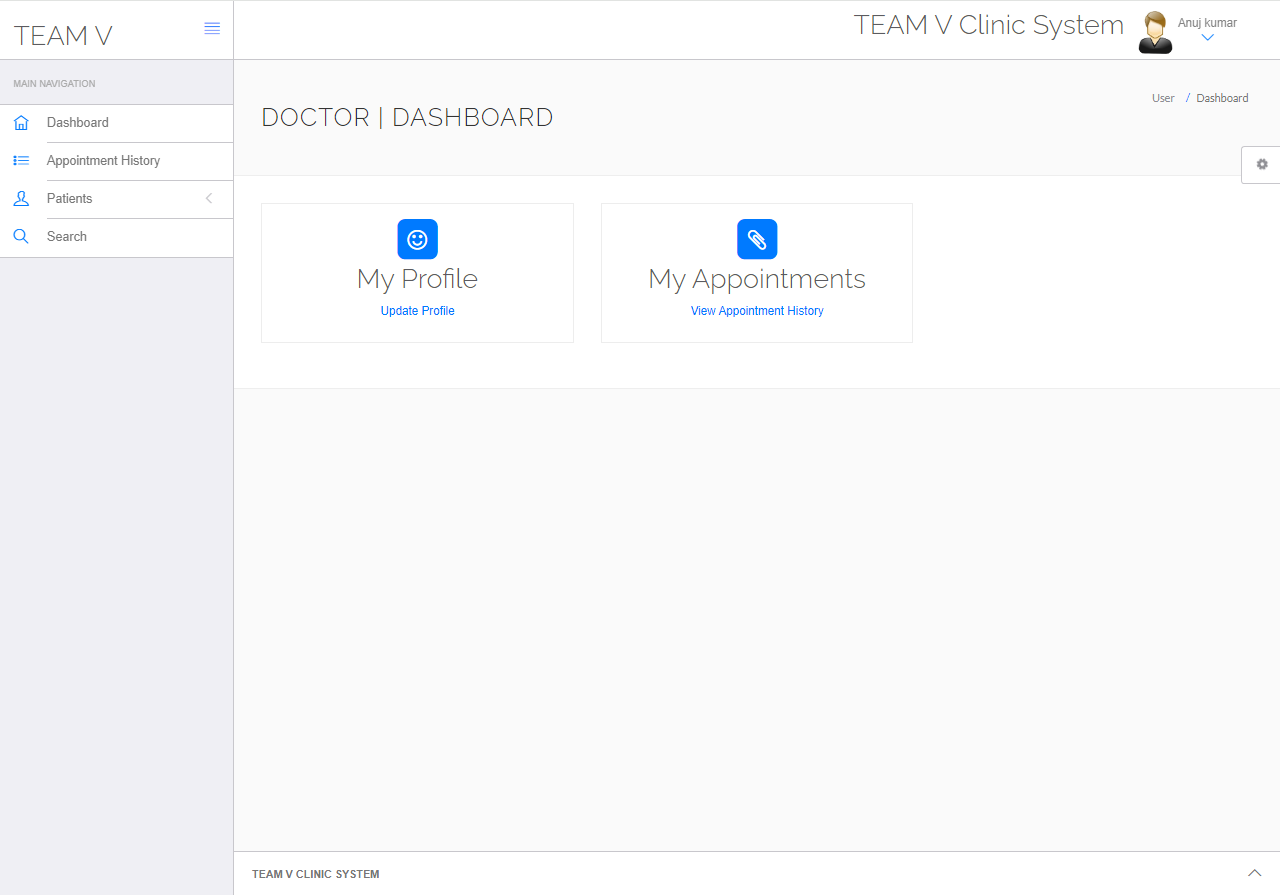 TEAM V
TEAM V Clinic System
Anuj kumar
MAIN NAVIGATION
Dashboard
Appointment History
Patients
Search
DOCTOR | DASHBOARD
User / Dashboard
My Profile
Update Profile
My Appointments
View Appointment History
TEAM V CLINIC SYSTEM